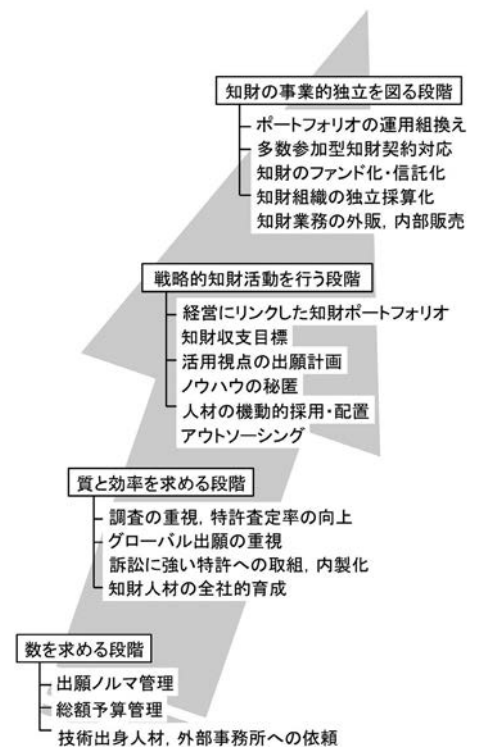 知財の事業的独立を図る段階
ポートフォリオの運用組換え
多数参加型知財契約対応
知財のファンド化・信託化
知財組織の独立採算化
知財業務の外販，内部販売
戦略的知財活動を行う段階
経営にリンクした知財ポートフォリオ
知財収支目標
活用視点の出願計画
ノウハウの秘匿
人材の機動的採用・配置
アウトソーシング
質と効率を求める段階
調査の重視，特許査定率の向上
グローバル出願の重視
訴訟に強い特許への取組，内製化
知財人材の全社的育成
数を求める段階
出願ノルマ管理
総額予算管理
技術出身人材，外部事務所への依頼